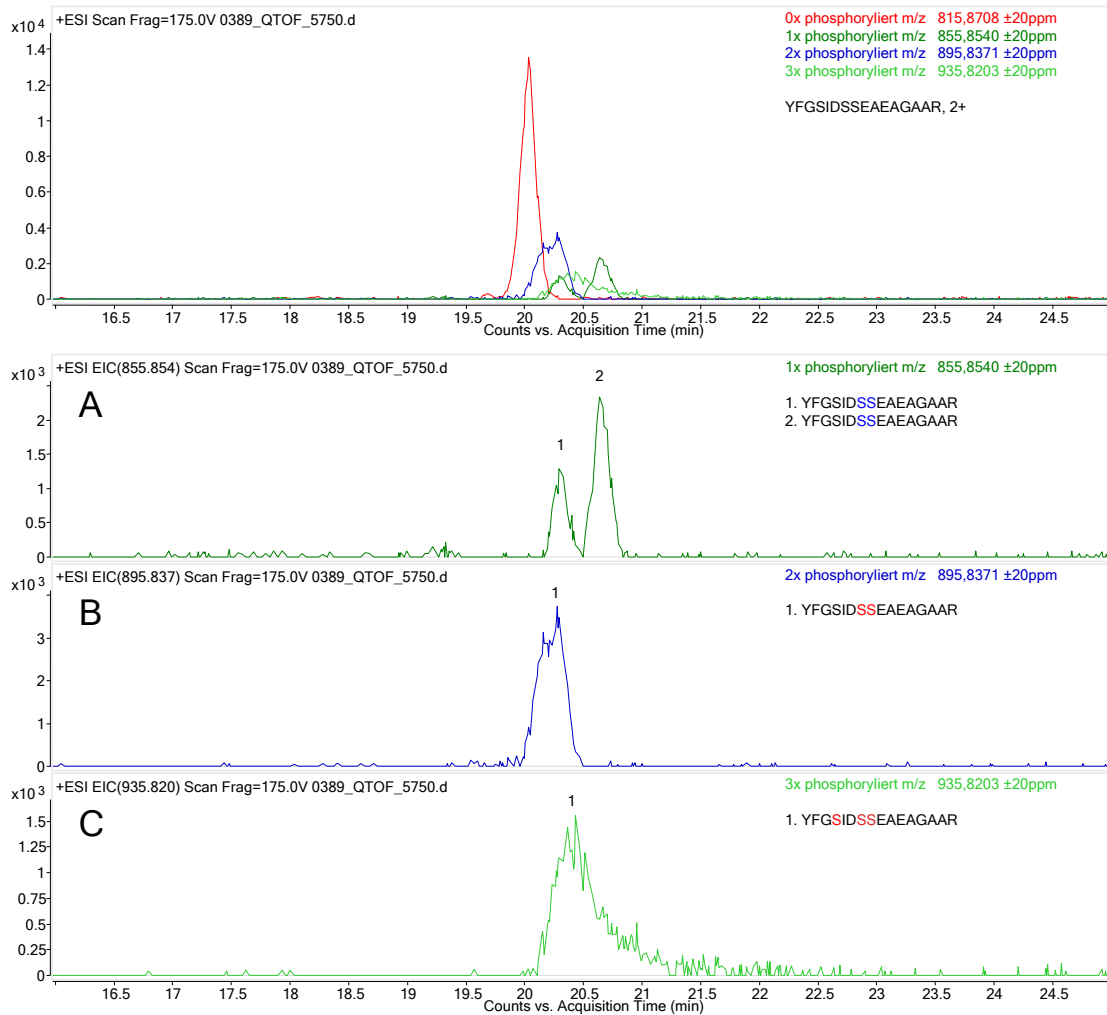 +ESI Scan Frag=175.0V 0389_QTOF_5750.d
x10 4
0x phosphoryliert m/z 815,8708 ±20ppm
1x phosphoryliert m/z 855,8540 ±20ppm
2x phosphoryliert m/z 895,8371 ±20ppm
3x phosphoryliert m/z 935,8203 ±20ppm
YFGSIDSSEAEAGAAR, 2+
1.4
1.2
1
0.8
0.6
0.4
0.2
0
16.5 17 17.5 18 18.5 19 19.5 20 20.5 21 21.5 22 22.5 23 23.5 24 24.5
Counts vs. Acquisition Time (min)
+ESI EIC(855.854) Scan Frag=175.0V 0389_QTOF_5750.d
x10 3
1x phosphoryliert m/z 855,8540 ±20ppm
A
1
2
1. YFGSIDSSEAEAGAAR
2. YFGSIDSSEAEAGAAR
2
1.5
1
0.5
0
+ESI EIC(895.837) Scan Frag=175.0V 0389_QTOF_5750.d
x10 3
2x phosphoryliert m/z 895,8371 ±20ppm
B
1
1. YFGSIDSSEAEAGAAR
3
2
1
0
+ESI EIC(935.820) Scan Frag=175.0V 0389_QTOF_5750.d
x10 3
3x phosphoryliert m/z 935,8203 ±20ppm
C
1
1. YFGSIDSSEAEAGAAR
1.5
1.25
1
0.75
0.5
0.25
0
16.5 17 17.5 18 18.5 19 19.5 20 20.5 21 21.5 22 22.5 23 23.5 24 24.5
Counts vs. Acquisition Time (min)